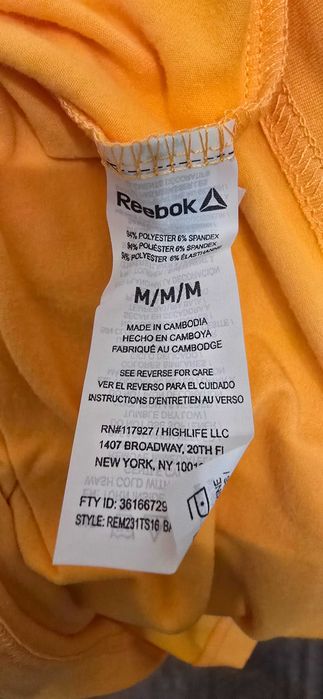 Reebok
94% POLYESTER 6% SPANDEX
94% POLIÉSTER 6% SPANDEX
94% POLYESTER 6% ÉLASTHANNE
M/M/M
MADE IN CAMBODIA
HECHO EN CAMBOYA
FABRIQUÉ AU CAMBODGE
SEE REVERSE FOR CARE
VER EL REVERSO PARA EL CUIDADO
INSTRUCTIONS D'ENTRETIEN AU VERSO
RN#117927 / HIGHLIFE LLC
1407 BROADWAY, 20TH Fl
NEW YORK, NY
FTY ID: 36166729
STYLE: REM231TS16